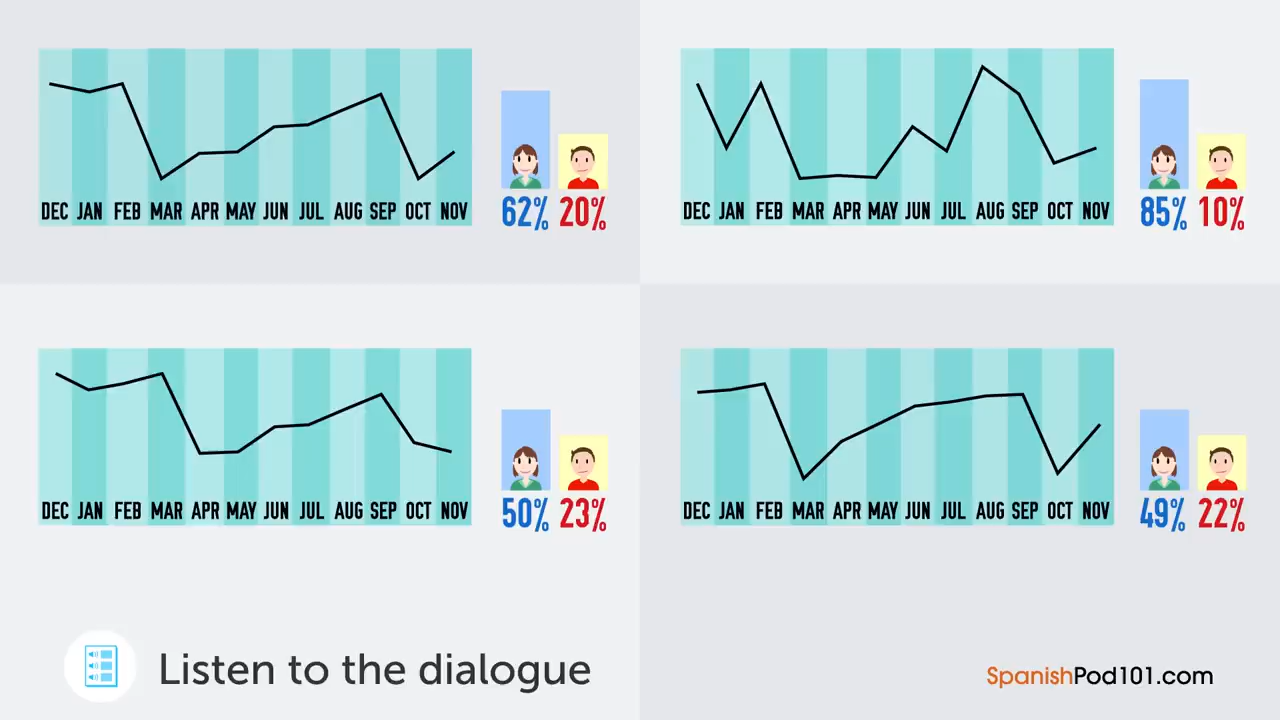 DEC JAN FEB MAR APR MAY JUN JUL AUG SEP OCT NOV
62% 20%
DEC JAN FEB MAR APR MAY JUN JUL AUG SEP OCT NOV
85% 10%
DEC JAN FEB MAR APR MAY JUN JUL AUG SEP OCT NOV
50% 23%
DEC JAN FEB MAR APR MAY JUN JUL AUG SEP OCT NOV
49% 22%
Listen to the dialogue
SpanishPod101.com